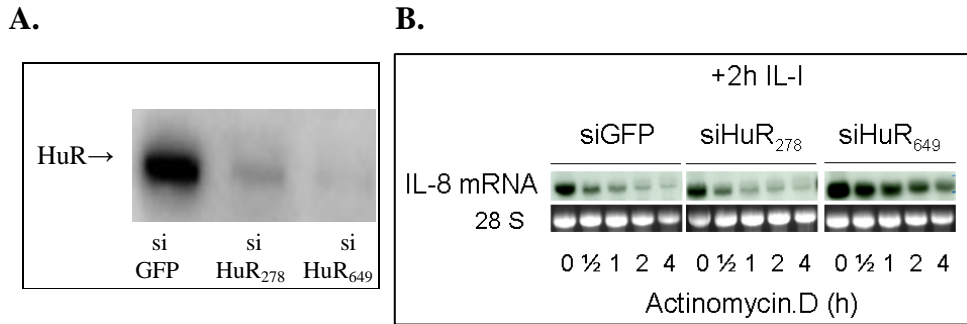 A.
HuR→
si si si
GFP HuR278 HuR649
B.
+2h IL-I
siGFP siHuR278 siHuR649
IL-8 mRNA
28 S
0 ½ 1 2 4 0 ½ 1 2 4 0 ½ 1 2 4
Actinomycin.D (h)